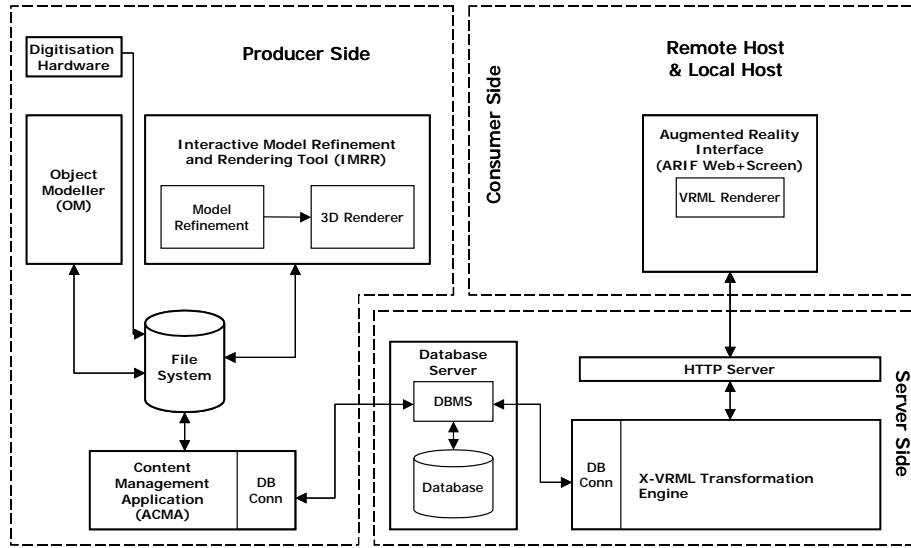 Digitisation
Hardware
Producer Side
Object
Modeller
(OM)
Interactive Model Refinement
and Rendering Tool (IMRR)
Model
Refinement
3D Renderer
File
System
Content
Management
Application
(ACMA)
DB
Conn
Consumer Side
Remote Host
& Local Host
Augmented Reality
Interface
(ARIF Web+Screen)
VRML Renderer
Database
Server
DBMS
Database
HTTP Server
DB
Conn
X-VRML Transformation
Engine
Server Side